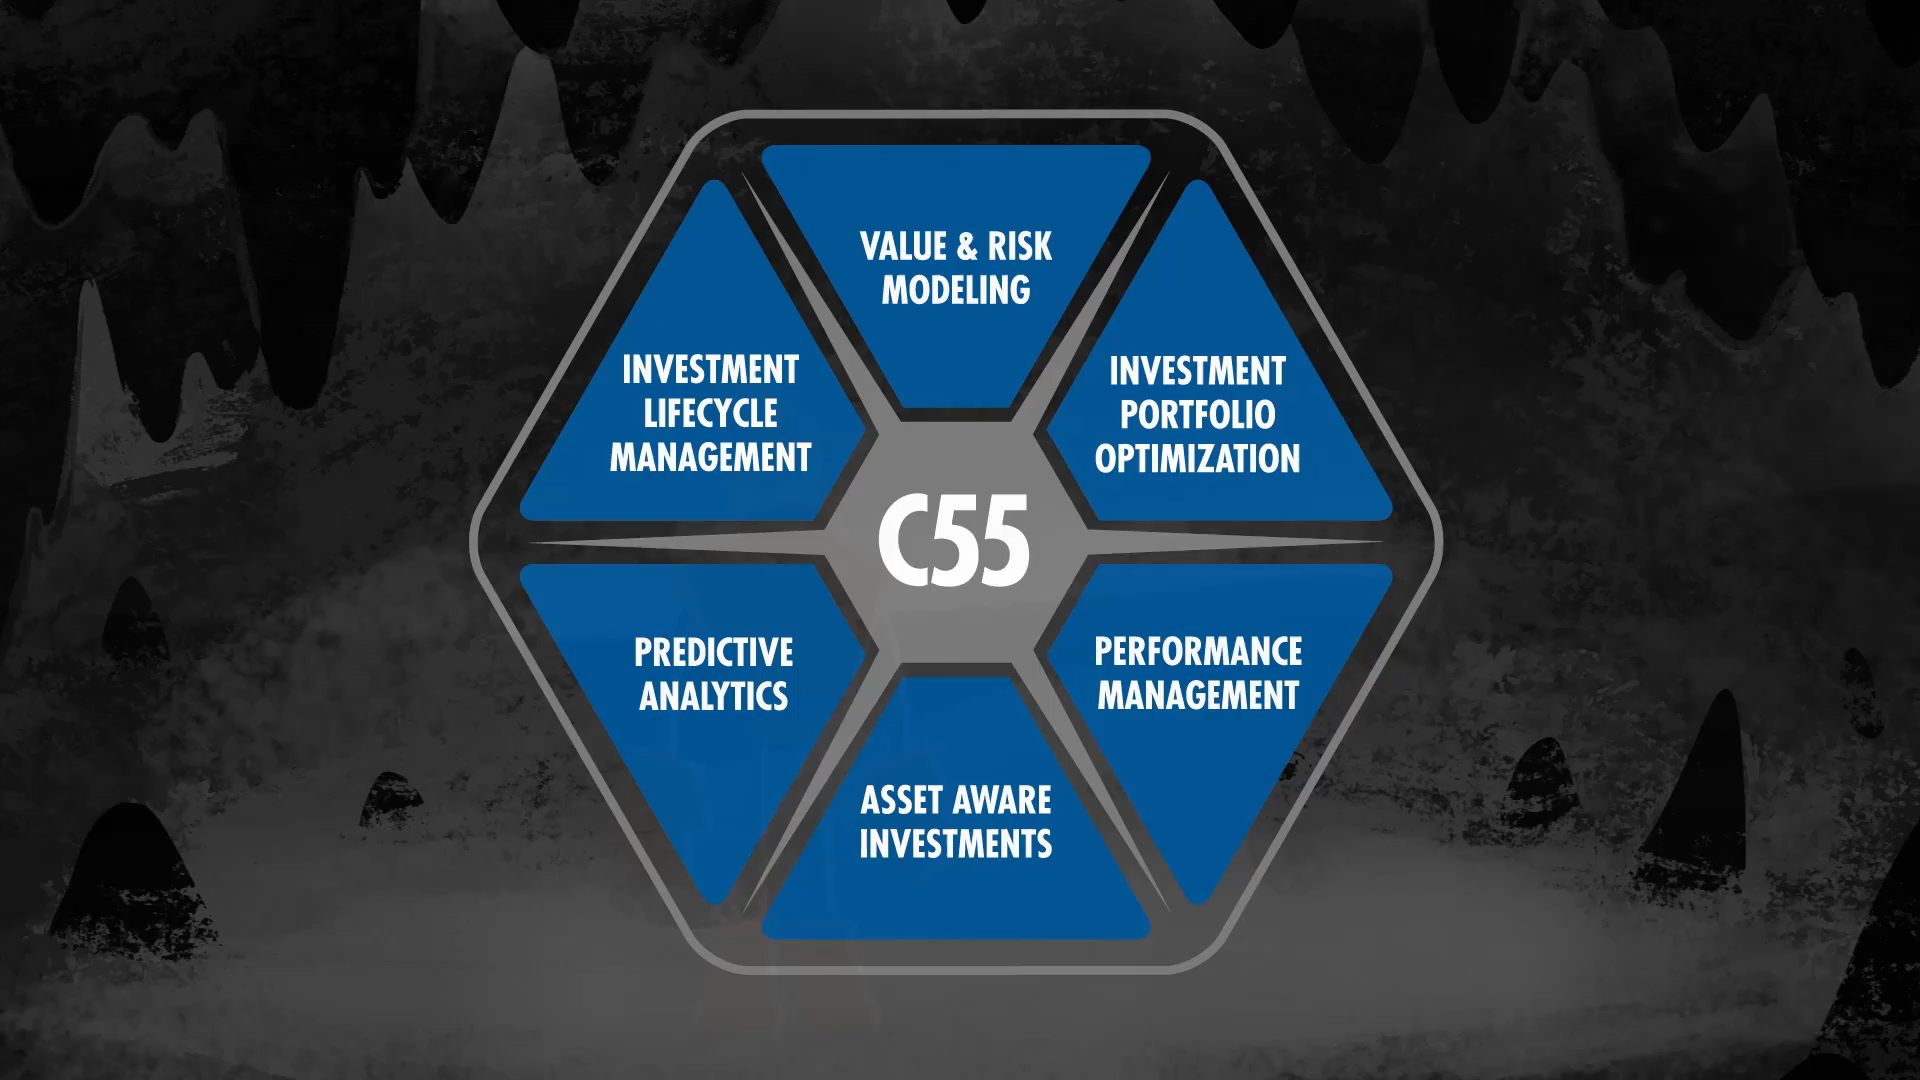 VALUE & RISK
MODELING
INVESTMENT
LIFECYCLE
MANAGEMENT
INVESTMENT
PORTFOLIO
OPTIMIZATION
C55
PREDICTIVE
ANALYTICS
PERFORMANCE
MANAGEMENT
ASSET AWARE
INVESTMENTS